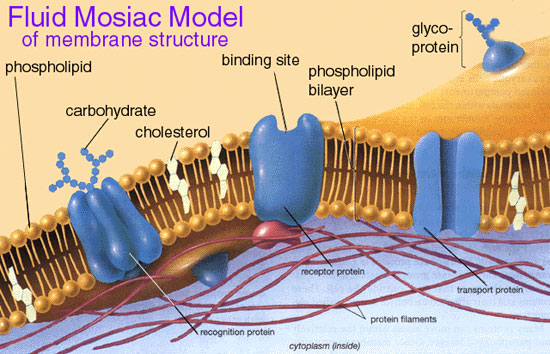 Fluid Mosiac Model
of membrane structure
phospholipid
carbohydrate
cholesterol
binding site
phospholipid
bilayer
glyco-
protein
receptor protein
transport protein
recognition protein
protein filaments
cytoplasm (inside)